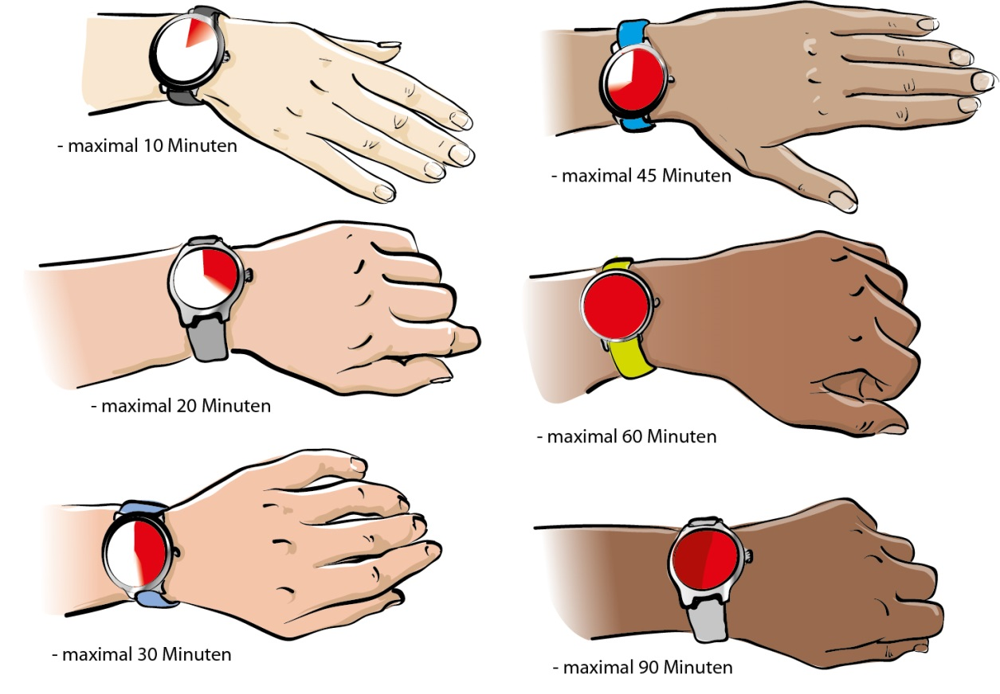 - maximal 10 Minuten
- maximal 45 Minuten
- maximal 20 Minuten
- maximal 60 Minuten
- maximal 30 Minuten
- maximal 90 Minuten